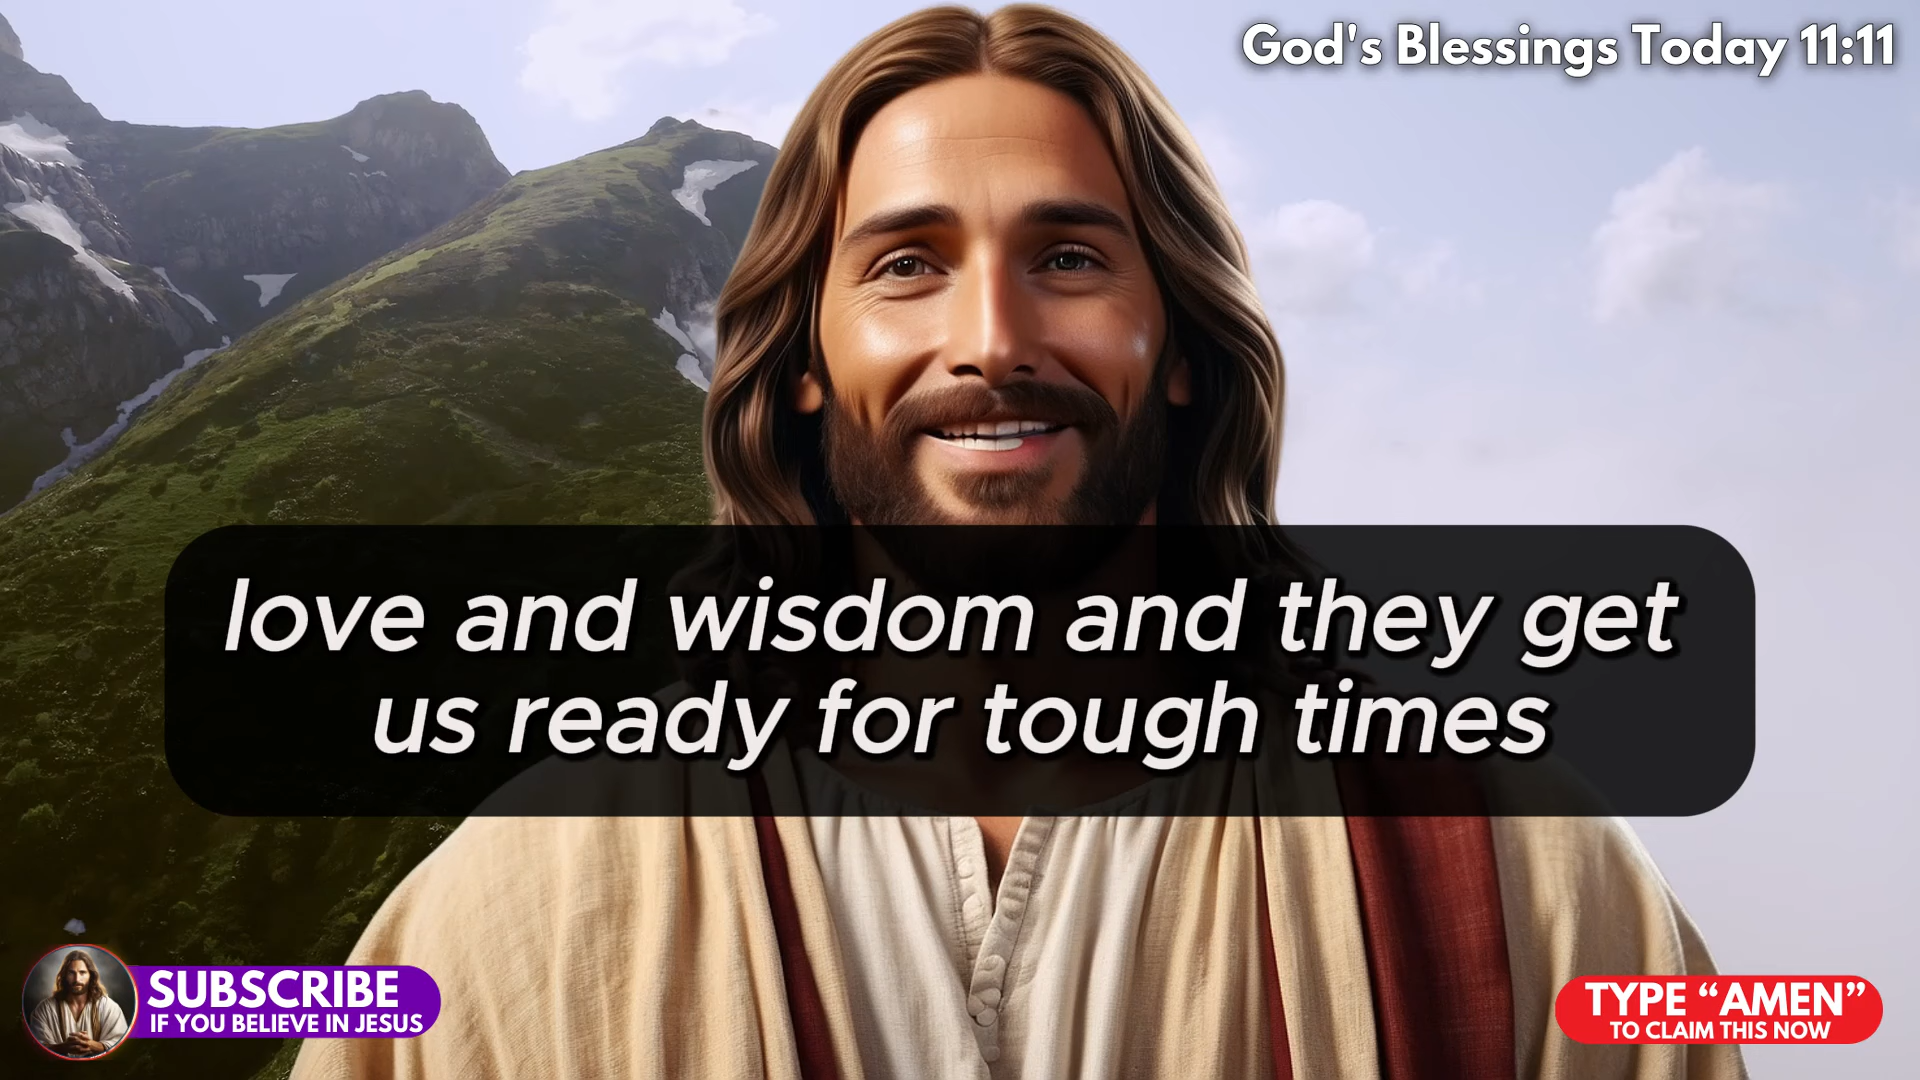 God's Blessings Today 11:11
love and wisdom and they get
us ready for tough times
SUBSCRIBE
IF YOU BELIEVE IN JESUS
TYPE “AMEN”
TO CLAIM THIS NOW